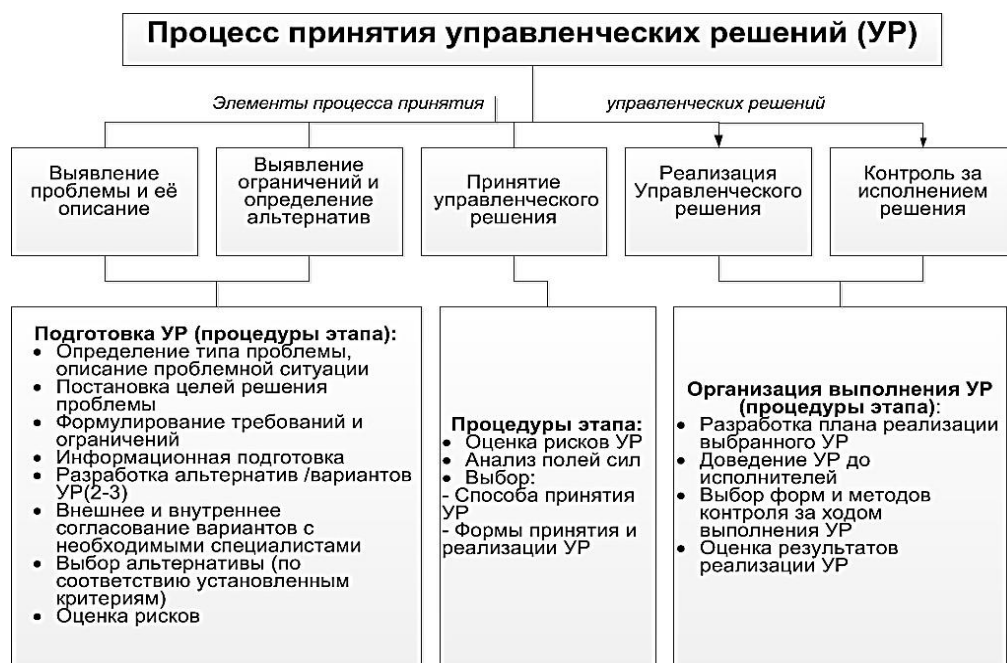 Процесс принятия управленческих решений (УР)
Элементы процесса принятия управленческих решений
Выявление
проблемы и её
описание
Выявление
ограничений и
определение
альтернатив
Принятие
управленческого
решения
Реализация
Управленческого
решения
Контроль за
исполнением
решения
Подготовка УР (процедуры этапа):
• Определение типа проблемы,
описание проблемной ситуации
• Постановка целей решения
проблемы
• Формулирование требований и
ограничений
• Информационная подготовка
• Разработка альтернатив /вариантов
УР(2-3)
• Внешнее и внутреннее
согласование вариантов с
необходимыми специалистами
• Выбор альтернативы (по
соответствию установленным
критериям)
• Оценка рисков
Процедуры этапа:
• Оценка рисков УР
• Анализ полей сил
• Выбор:
- Способа принятия
УР
- Формы принятия и
реализации УР
Организация выполнения УР
(процедуры этапа):
• Разработка плана реализации
выбранного УР
• Доведение УР до
исполнителей
• Выбор форм и методов
контроля за ходом
выполнения УР
• Оценка результатов
реализации УР